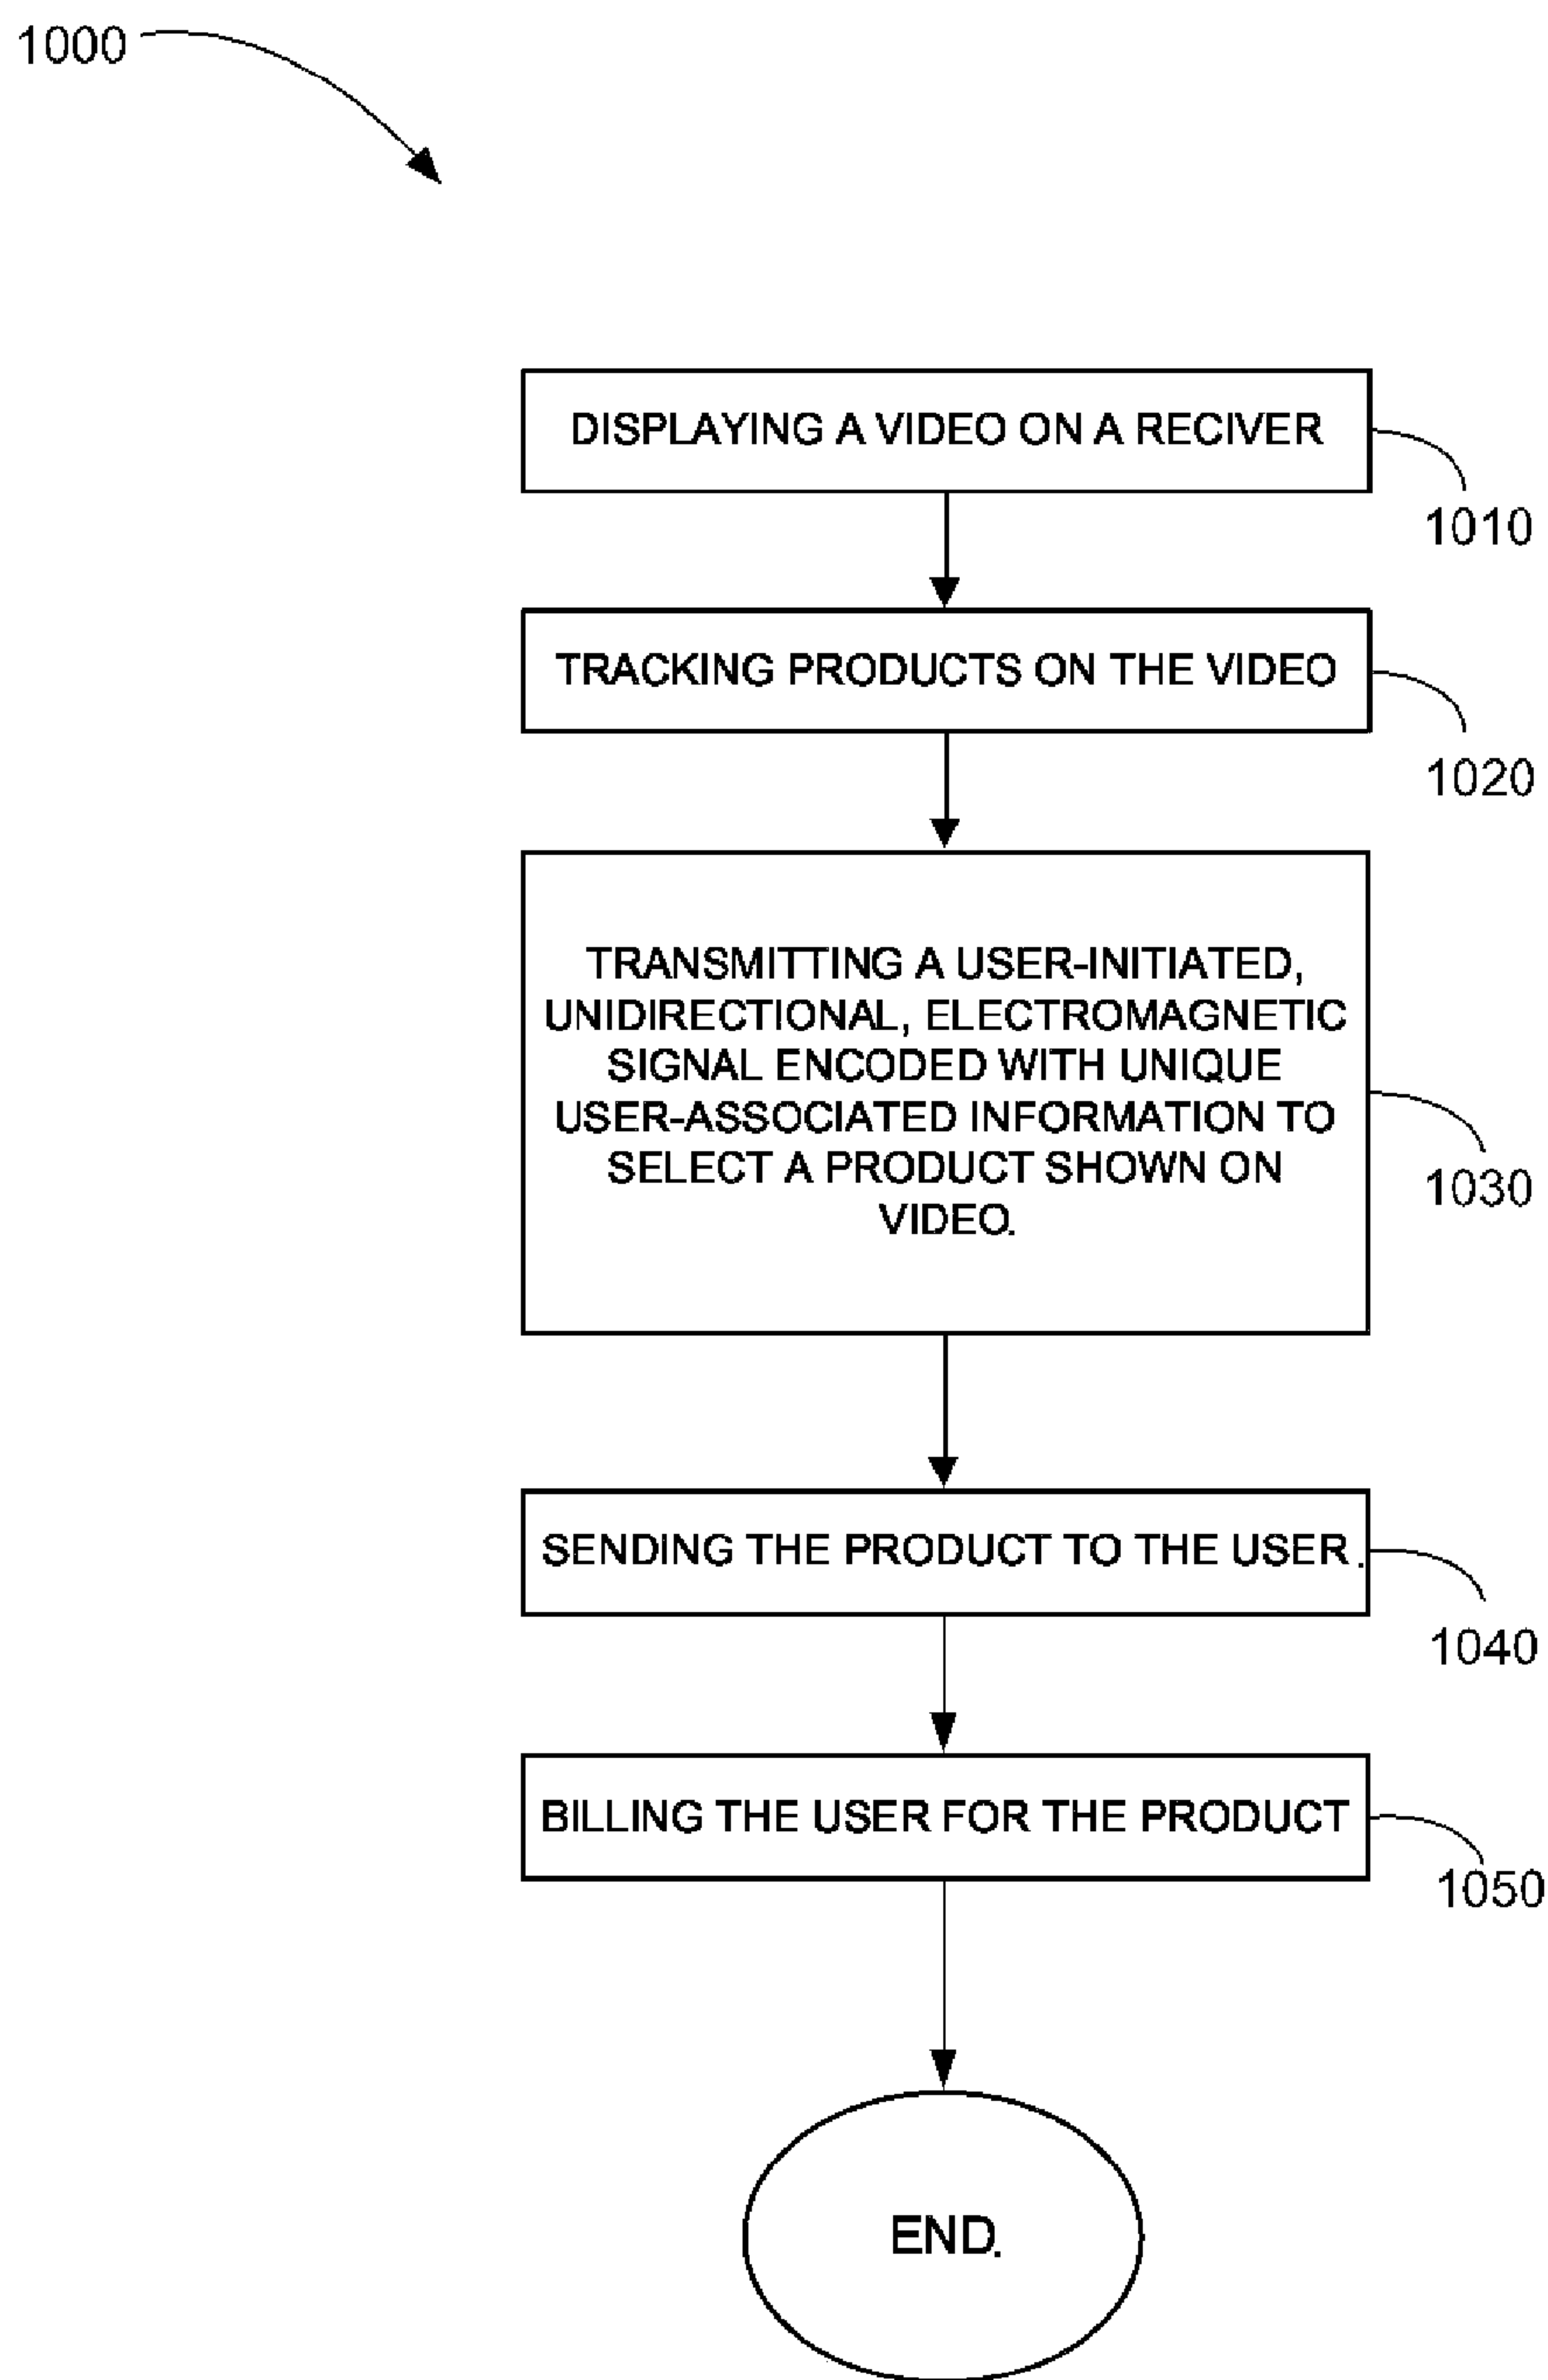 1000
DISPLAYING A VIDEO ON A RECIVER
1010
TRACKING PRODUCTS ON THE VIDEO
1020
TRANSMITTING A USER-INITIATED,
UNIDIRECTIONAL, ELECTROMAGNETIC
SIGNAL ENCODED WITH UNIQUE
USER-ASSOCIATED INFORMATION TO
SELECT A PRODUCT SHOWN ON
VIDEO.
1030
SENDING THE PRODUCT TO THE USER.
1040
BILLING THE USER FOR THE PRODUCT
1050
END.